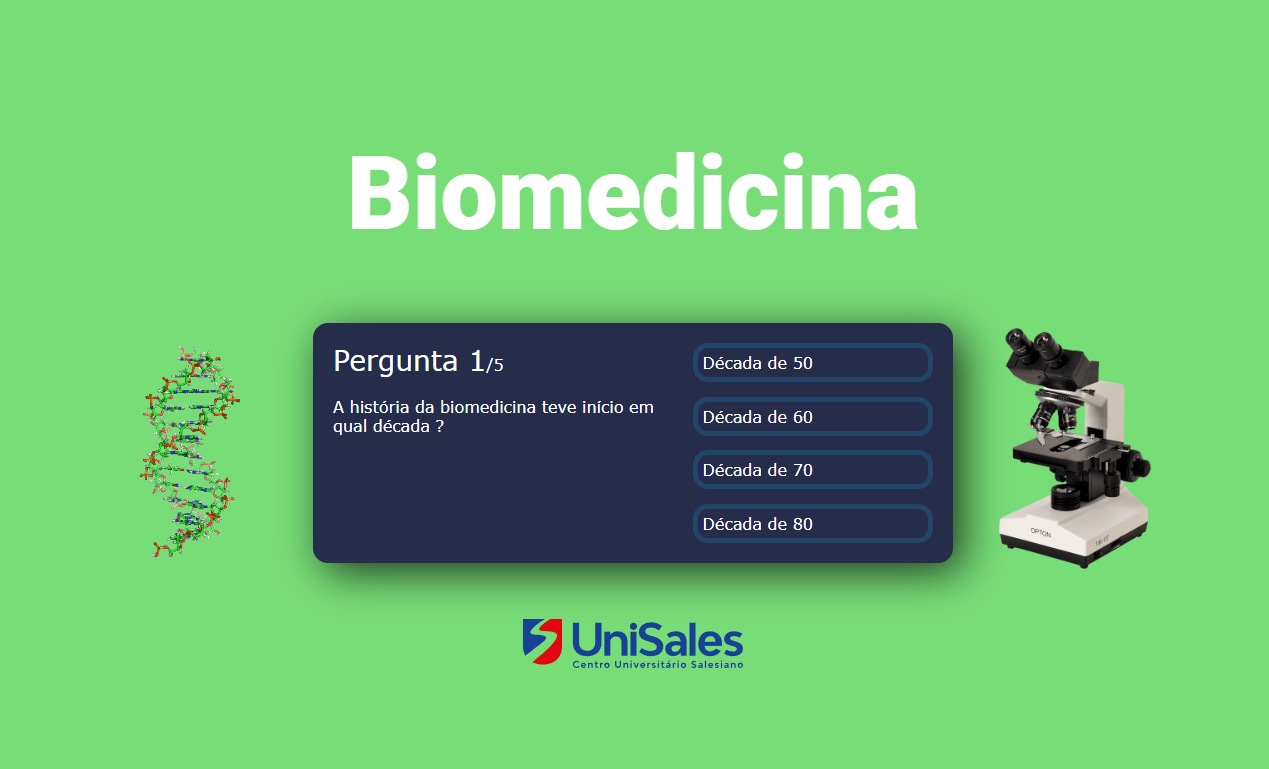 Biomedicina
Pergunta 1/5
A história da biomedicina teve início em
qual década ?
Década de 50
Década de 60
Década de 70
Década de 80
OPTON
UniSales
Centro Universitário Salesiano